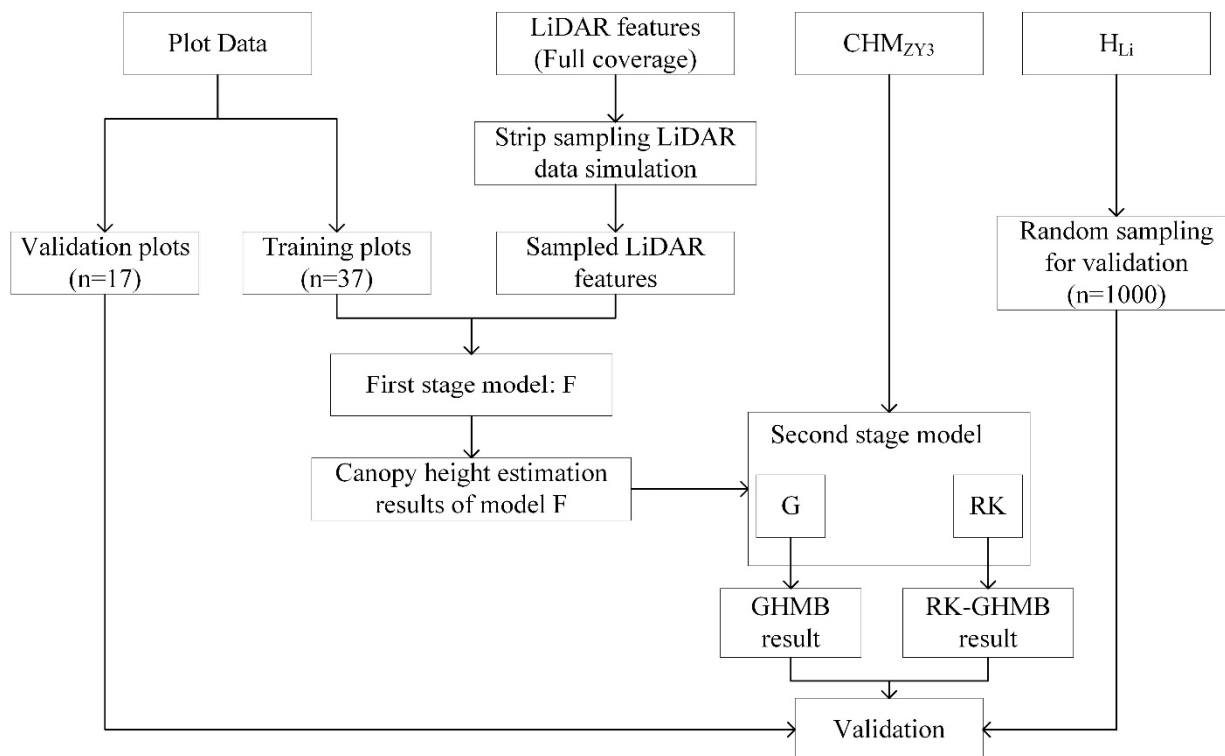 Plot Data
LiDAR features
(Full coverage)
CHMZY3
HLi
Strip sampling LiDAR
data simulation
Validation plots
(n=17)
Training plots
(n=37)
Sampled LiDAR
features
Random sampling
for validation
(n=1000)
First stage model: F
Second stage model
Canopy height estimation
results of model F
G
RK
GHMB
result
RK-GHMB
result
Validation